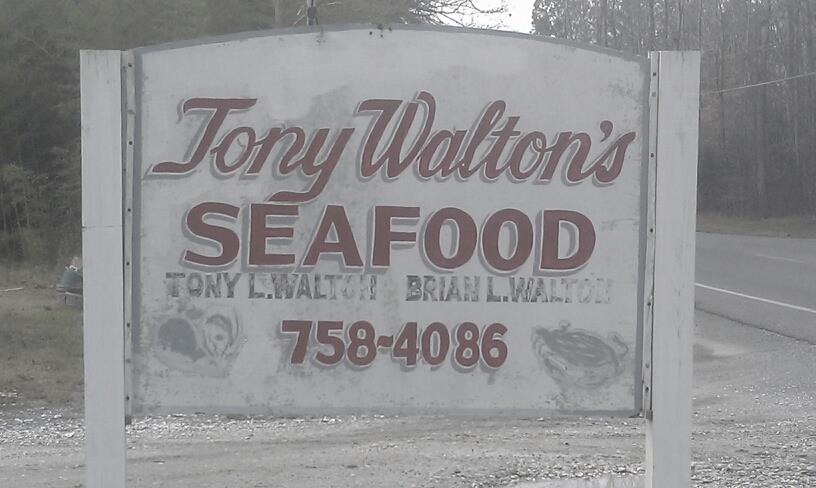 Tony Walton's
SEAFOOD
TONY L. WALTON BRIAN L. WALTON
758-4086